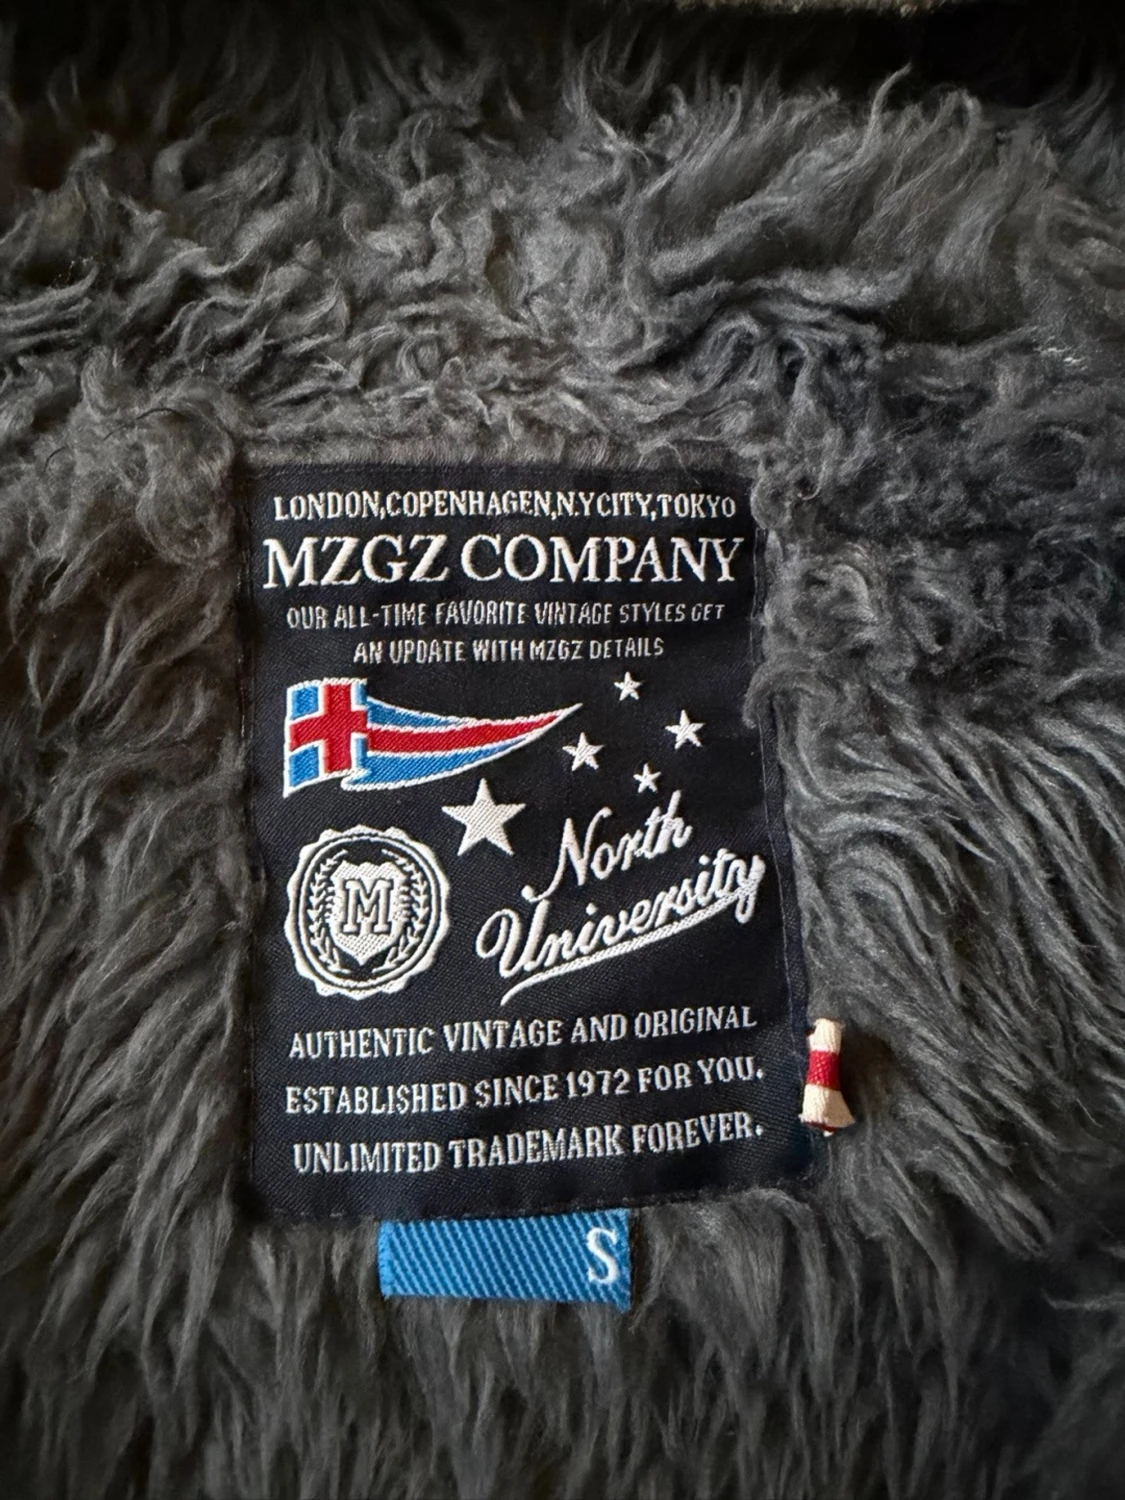 LONDON,COPENHAGEN,N.YCITY,TOKYO
MZGZ COMPANY
OUR ALL-TIME FAVORITE VINTAGE STYLES GET
AN UPDATE WITH MZGZ DETAILS
North
University
M
AUTHENTIC VINTAGE AND ORIGINAL
ESTABLISHED SINCE 1972 FOR YOU.
UNLIMITED TRADEMARK FOREVER.
S